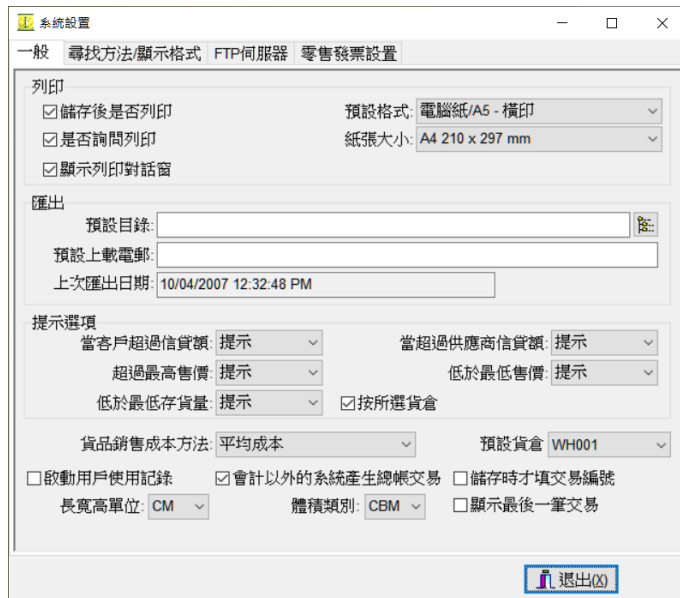 系統設置
一般 尋找方法/顯示格式 FTP伺服器 零售發票設置
列印
儲存後是否列印 預設格式: 電腦紙/A5 - 橫印
是否詢問列印 紙張大小: A4 210 x 297 mm
顯示列印對話窗
匯出
預設目錄:
預設上載電郵:
上次匯出日期: 10/04/2007 12:32:48 PM
提示選項
當客戶超過信貸額: 提示 當超過供應商信貸額: 提示
超過最高售價: 提示 低於最低售價: 提示
低於最低存貨量: 提示 按所選貨倉
貨品銷售成本方法: 平均成本 預設貨倉 WH001
啟動用戶使用記錄 會計以外的系統產生總帳交易 儲存時才填交易編號
長寬高單位: CM 體積類別: CBM 顯示最後一筆交易
退出(X)